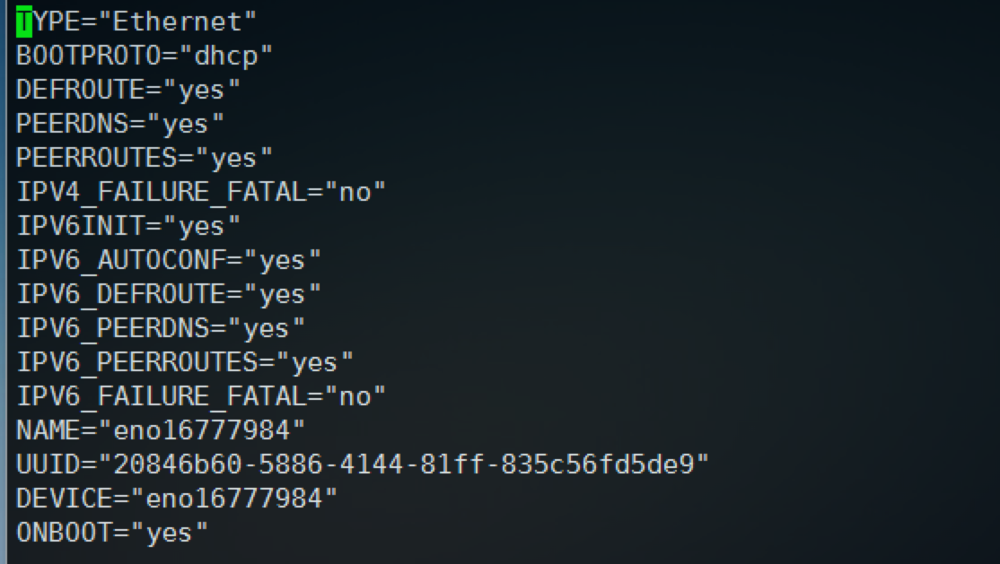 TYPE="Ethernet"
BOOTPROTO="dhcp"
DEFROUTE="yes"
PEERDNS="yes"
PEERROUTES="yes"
IPV4_FAILURE_FATAL="no"
IPV6INIT="yes"
IPV6_AUTOCONF="yes"
IPV6_DEFROUTE="yes"
IPV6_PEERDNS="yes"
IPV6_PEERROUTES="yes"
IPV6_FAILURE_FATAL="no"
NAME="eno16777984"
UUID="20846b60-5886-4144-81ff-835c56fd5de9"
DEVICE="eno16777984"
ONBOOT="yes"